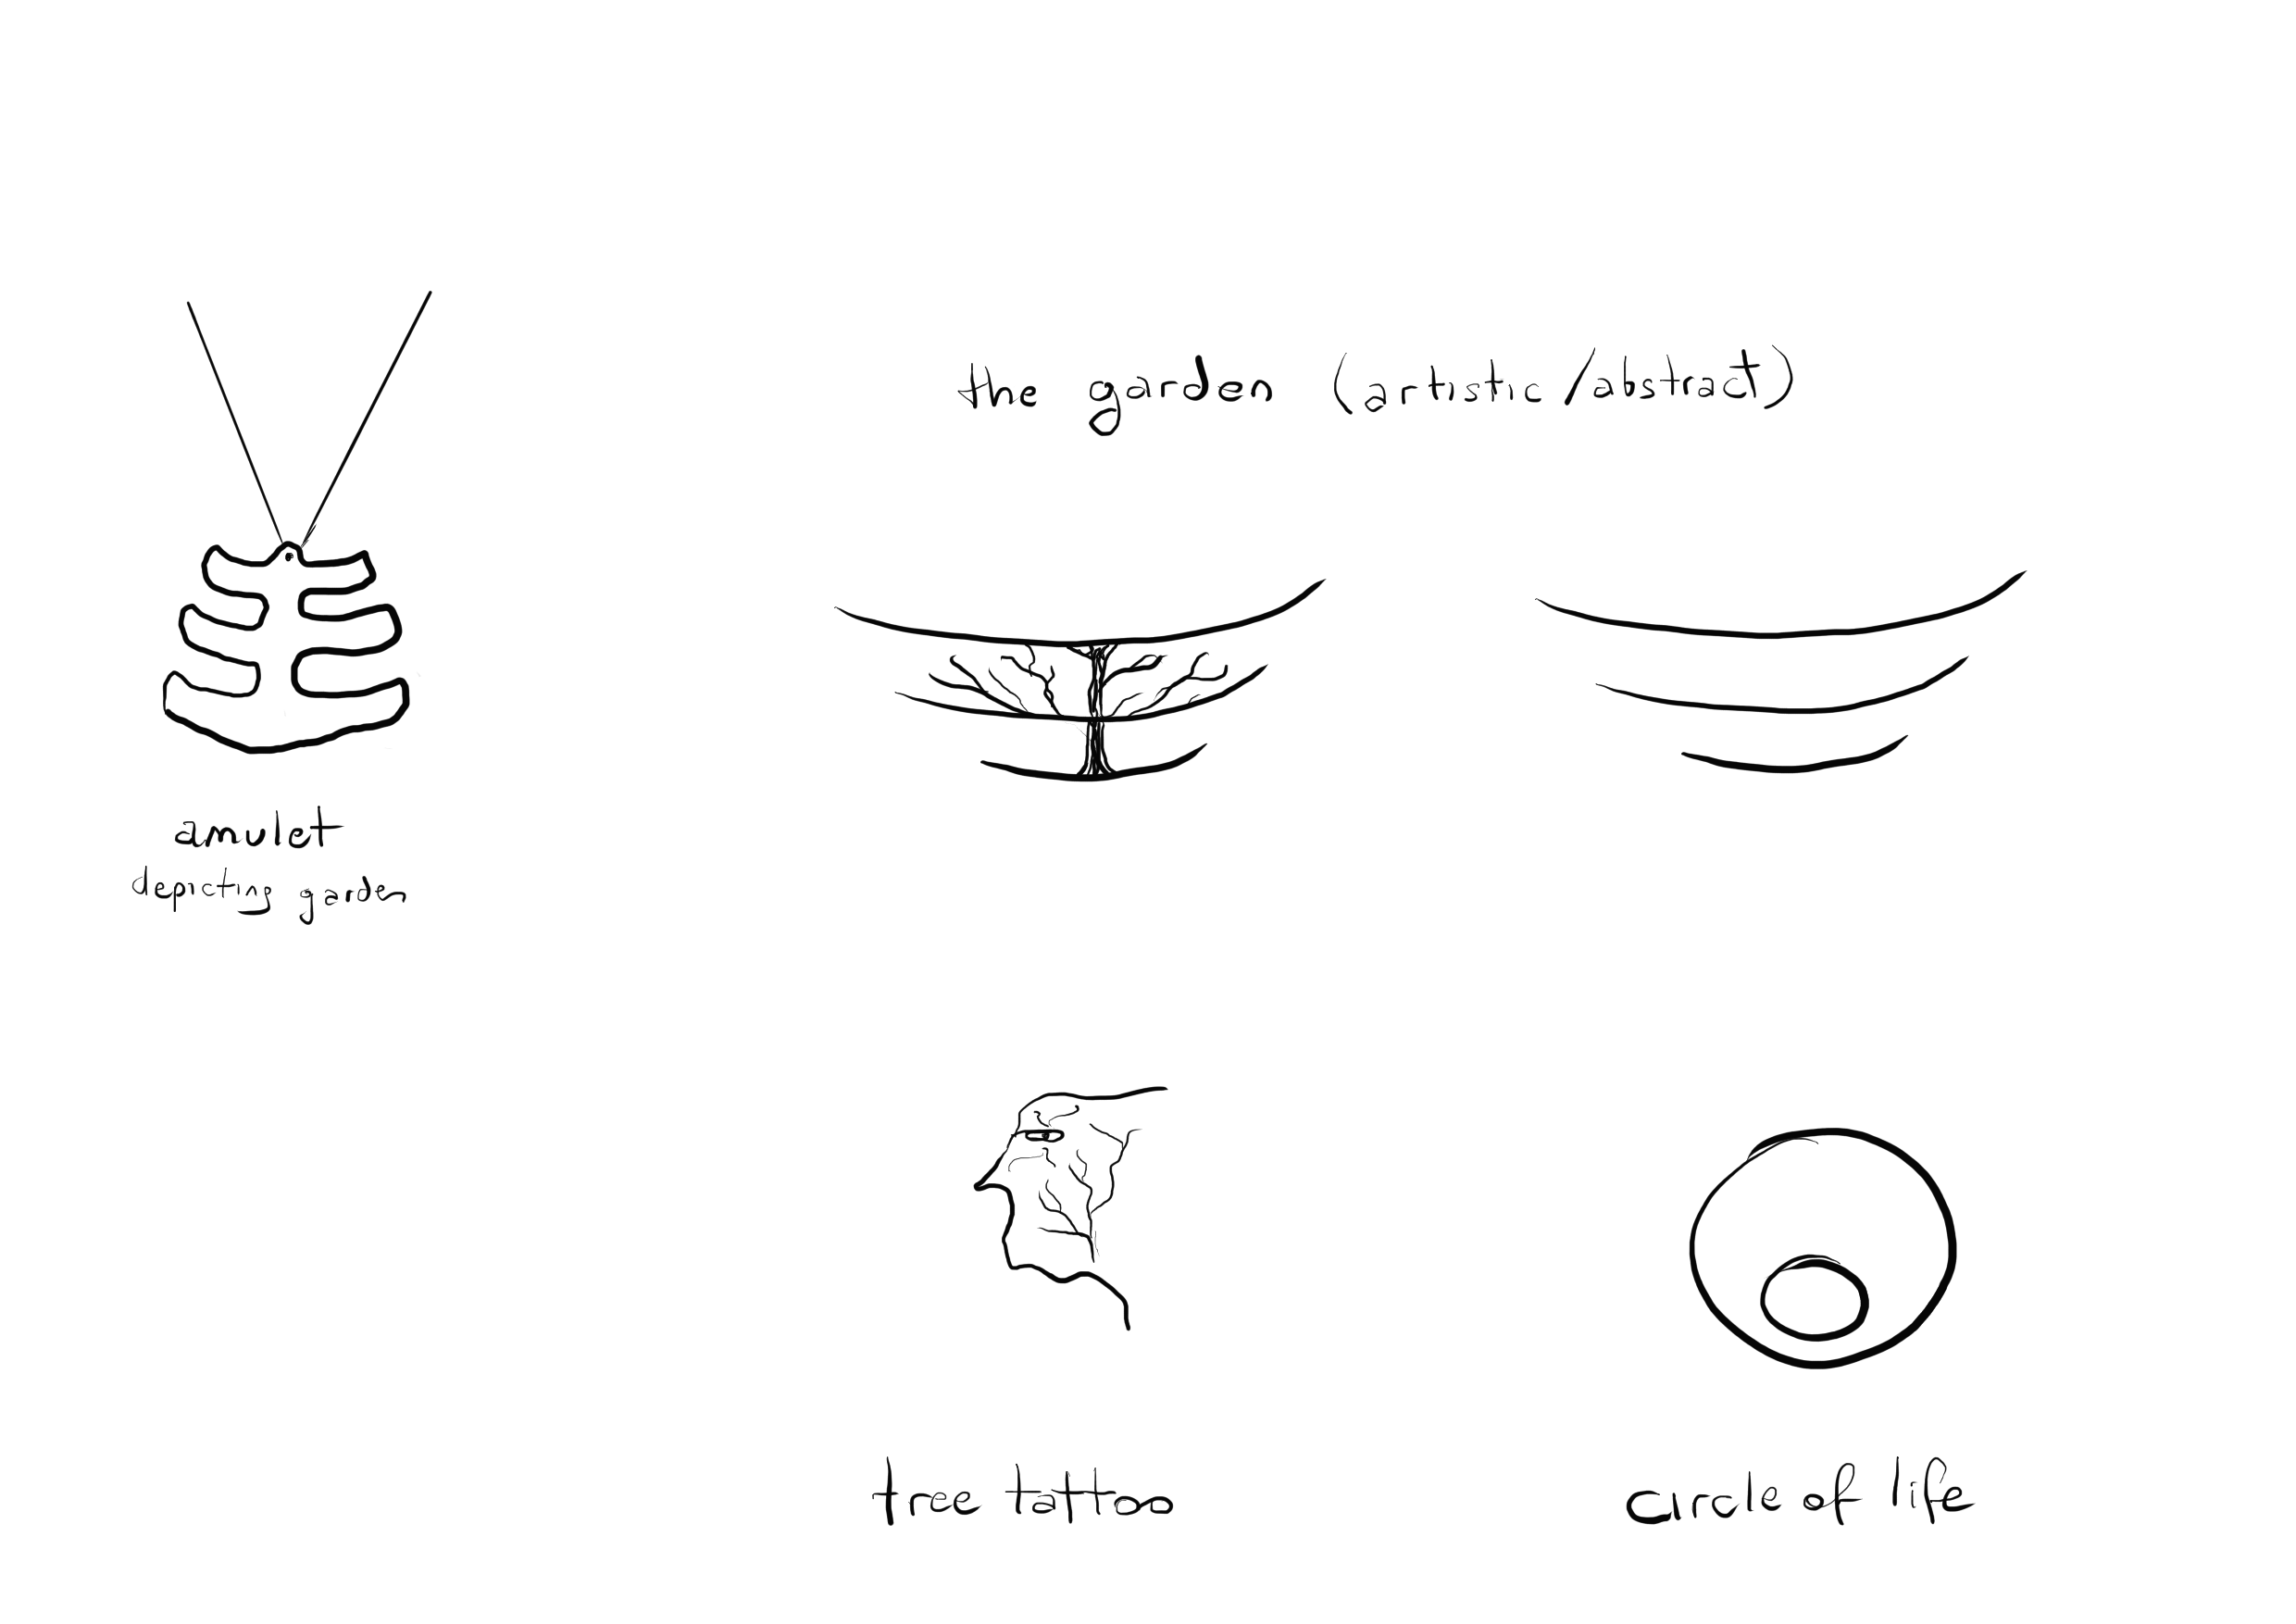 the garden (artistic/abstract)
amulet
depicting garden
tree tattoo
circle of life